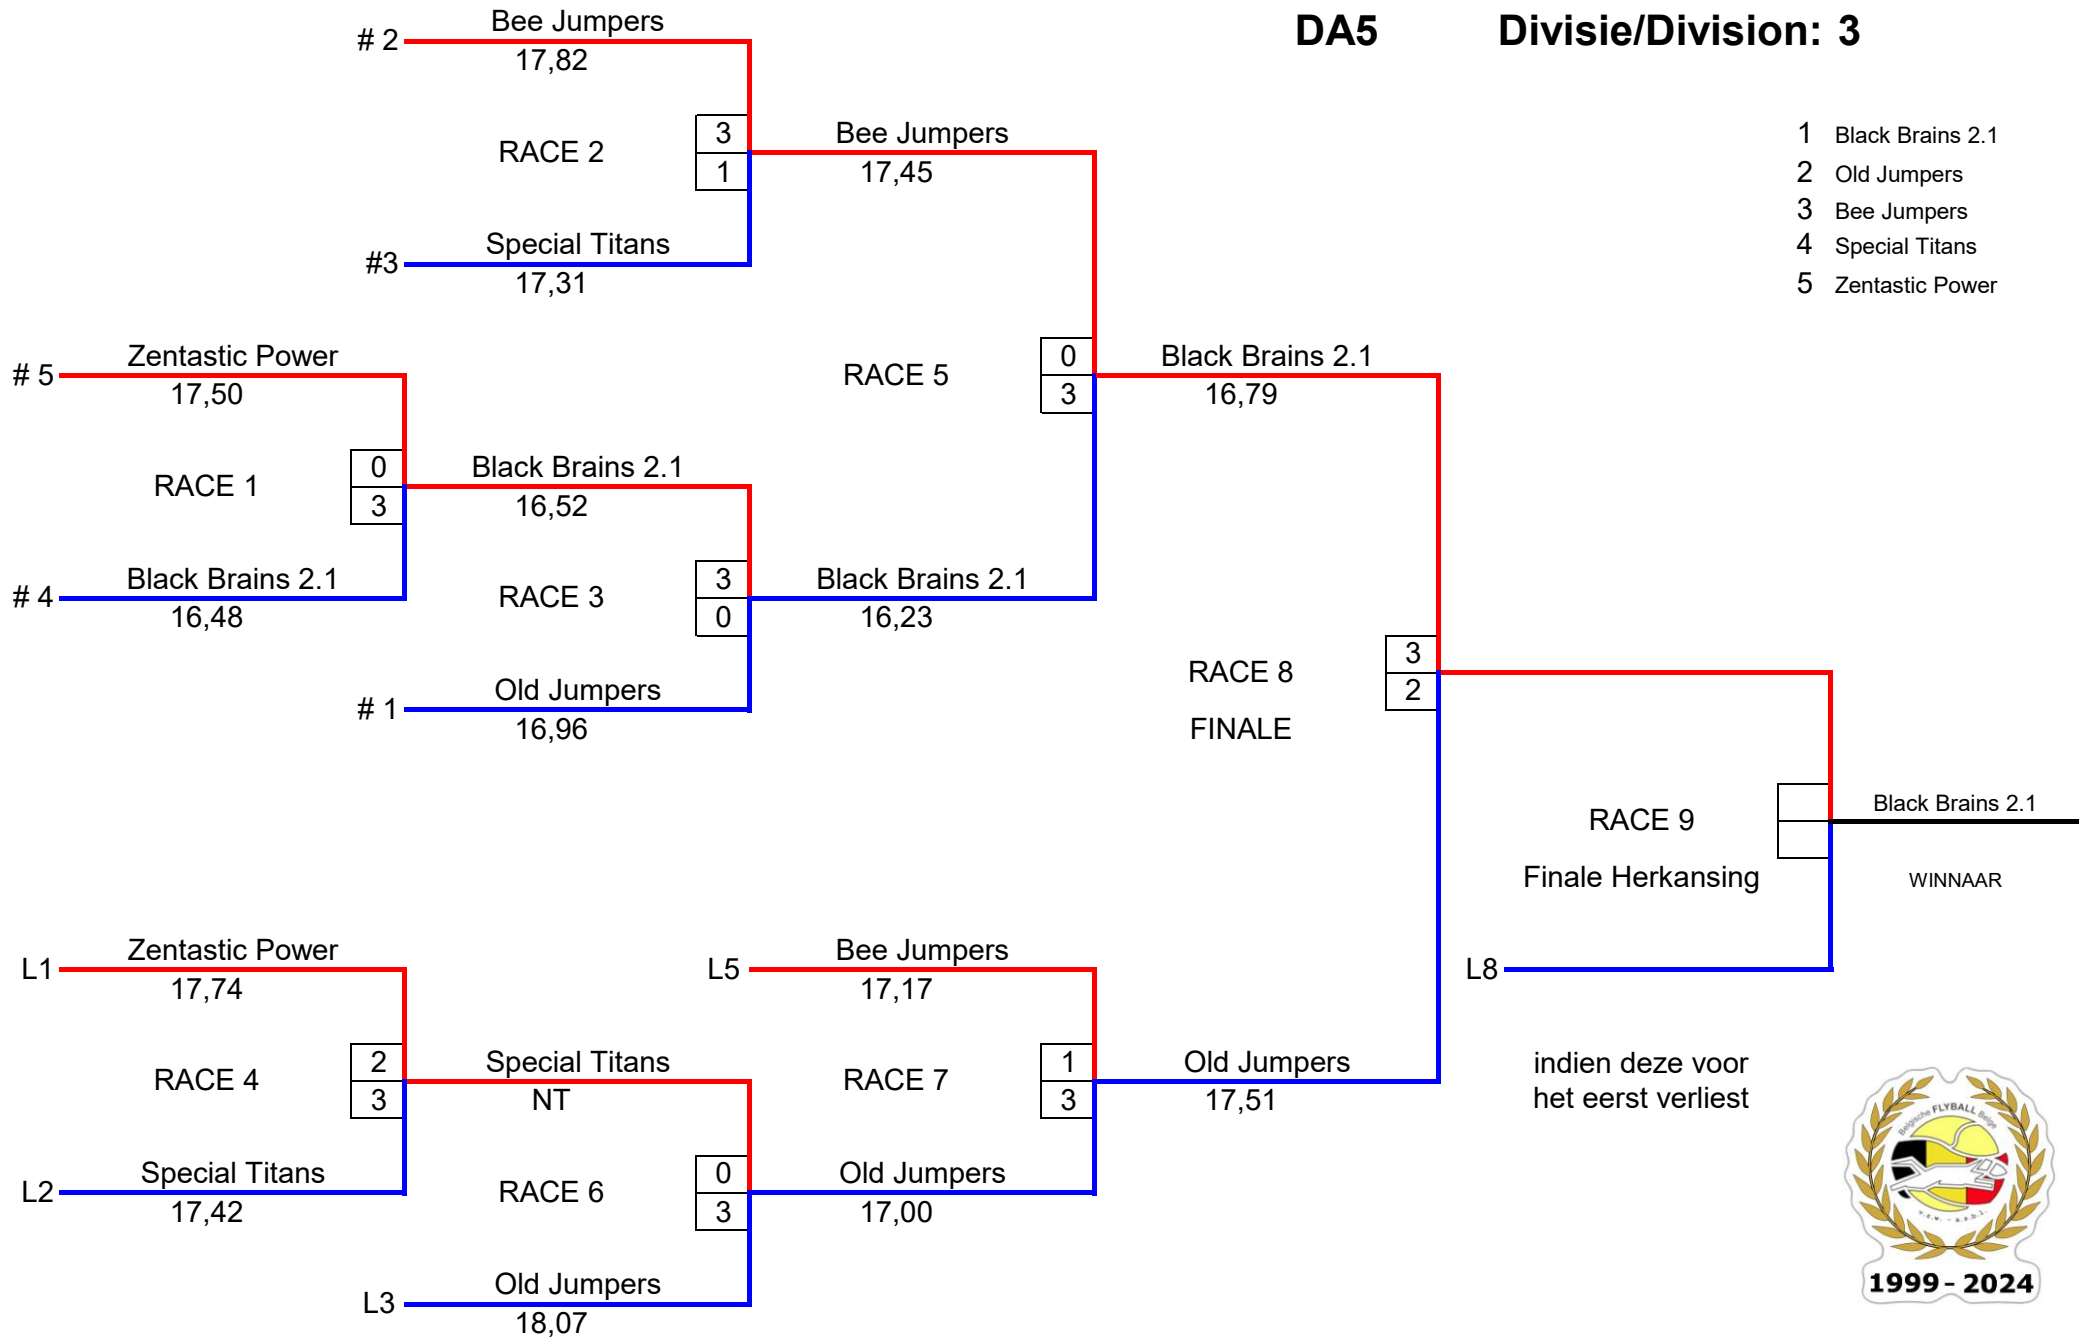 DA5 Divisie/Division: 3
# 2 Bee Jumpers
17,82
RACE 2
3
1
#3 Special Titans
17,31
Bee Jumpers
17,45
1 Black Brains 2.1
2 Old Jumpers
3 Bee Jumpers
4 Special Titans
5 Zentastic Power
# 5 Zentastic Power
17,50
RACE 1
0
3
# 4 Black Brains 2.1
16,48
Black Brains 2.1
16,52
RACE 3
3
0
# 1 Old Jumpers
16,96
Black Brains 2.1
16,23
RACE 5
0
3
Black Brains 2.1
16,79
RACE 8
FINALE
3
2
RACE 9
Finale Herkansing
Black Brains 2.1
WINNAAR
L8
indien deze voor
het eerst verliest
L1 Zentastic Power
17,74
RACE 4
2
3
L2 Special Titans
17,42
Special Titans
NT
RACE 6
0
3
L3 Old Jumpers
18,07
L5 Bee Jumpers
17,17
RACE 7
1
3
Old Jumpers
17,00
Old Jumpers
17,51
Belgische FLYBALL Belge
v.z.w. - a.s.b.l.
1999 - 2024